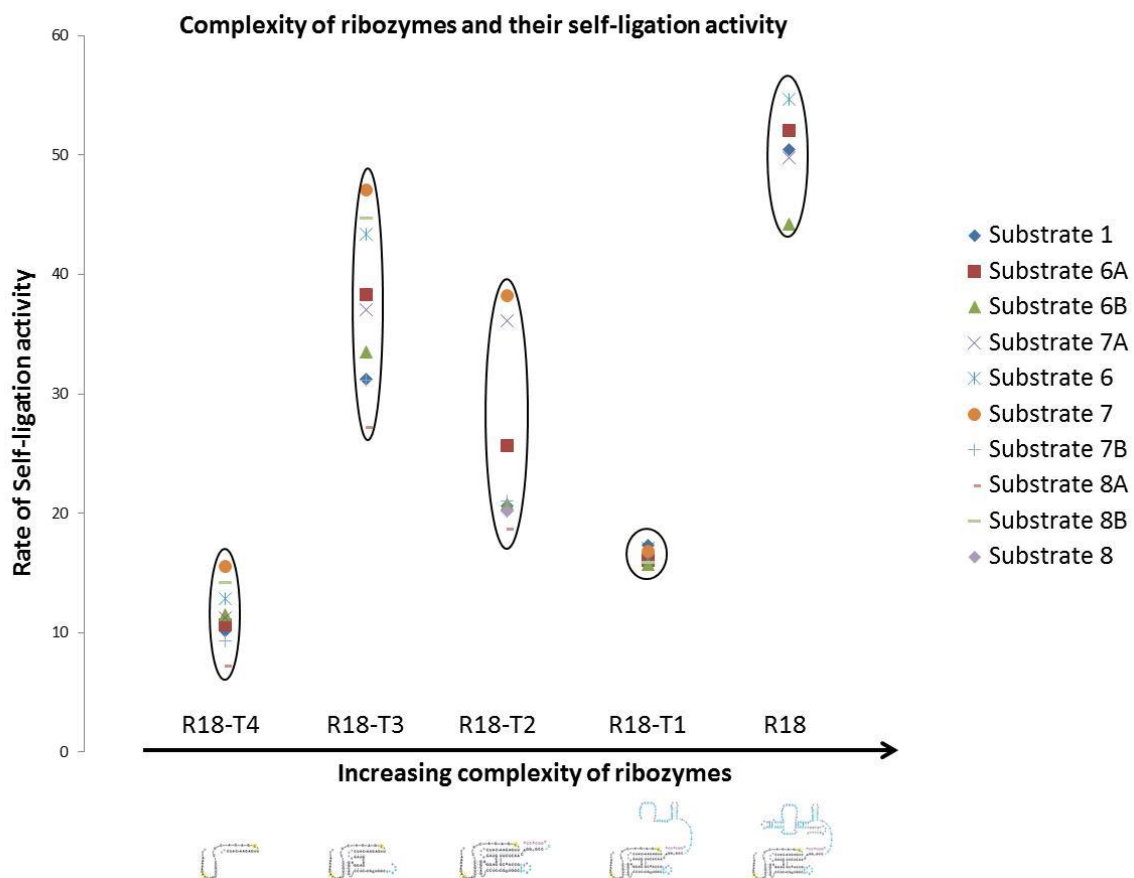 Complexity of ribozymes and their self-ligation activity
60
50
40
30
20
10
0
Rate of Self-ligation activity
R18-T4 R18-T3 R18-T2 R18-T1 R18
Increasing complexity of ribozymes
Substrate 1
Substrate 6A
Substrate 6B
Substrate 7A
Substrate 6
Substrate 7
Substrate 7B
Substrate 8A
Substrate 8B
Substrate 8